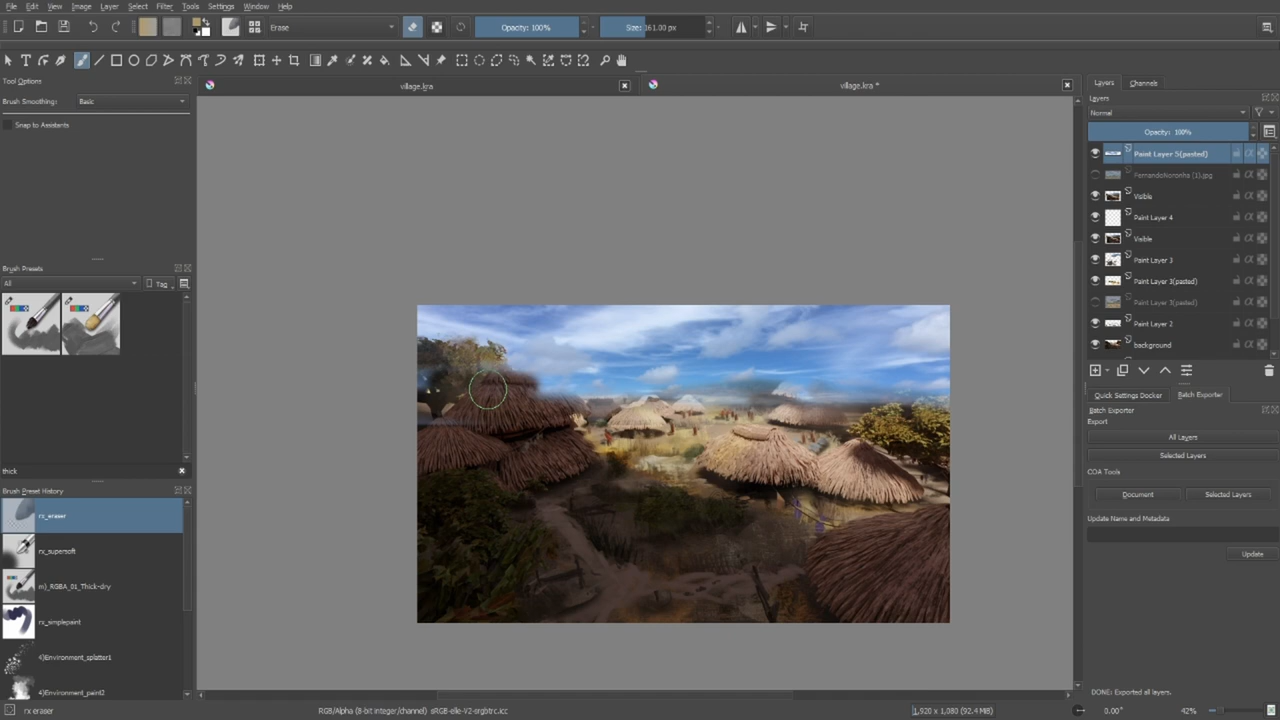 File Edit View Image Layer Select Filter Tools Settings Window Help
Erase
Opacity: 100%
Size: 161.00 px
Tool Options
Brush Smoothing: Basic
Snap to Assistants
village.kra
village.kra *
Brush Presets
All
Tag
thick
Brush Preset History
rx_eraser
rx_supersoft
m)_RGBA_01_Thick-dry
rx_simplepaint
4)Environment_splatter1
4)Environment_paint2
Layers Channels
Layers
Normal
Opacity: 100%
Paint Layer 5(pasted)
FernandoNoronha (1).jpg
Visible
Paint Layer 4
Visible
Paint Layer 3
Paint Layer 3(pasted)
Paint Layer 3(pasted)
Paint Layer 2
background
Quick Settings Docker Batch Exporter
Batch Exporter
Export
All Layers
Selected Layers
COA Tools
Document Selected Layers
Update Name and Metadata
Update
DONE: Exported all layers.
rx eraser
RGB/Alpha (8-bit integer/channel) sRGB-elle-V2-srgbtrc.icc
1,920 x 1,080 (92.4 MiB)
0.00°
42%